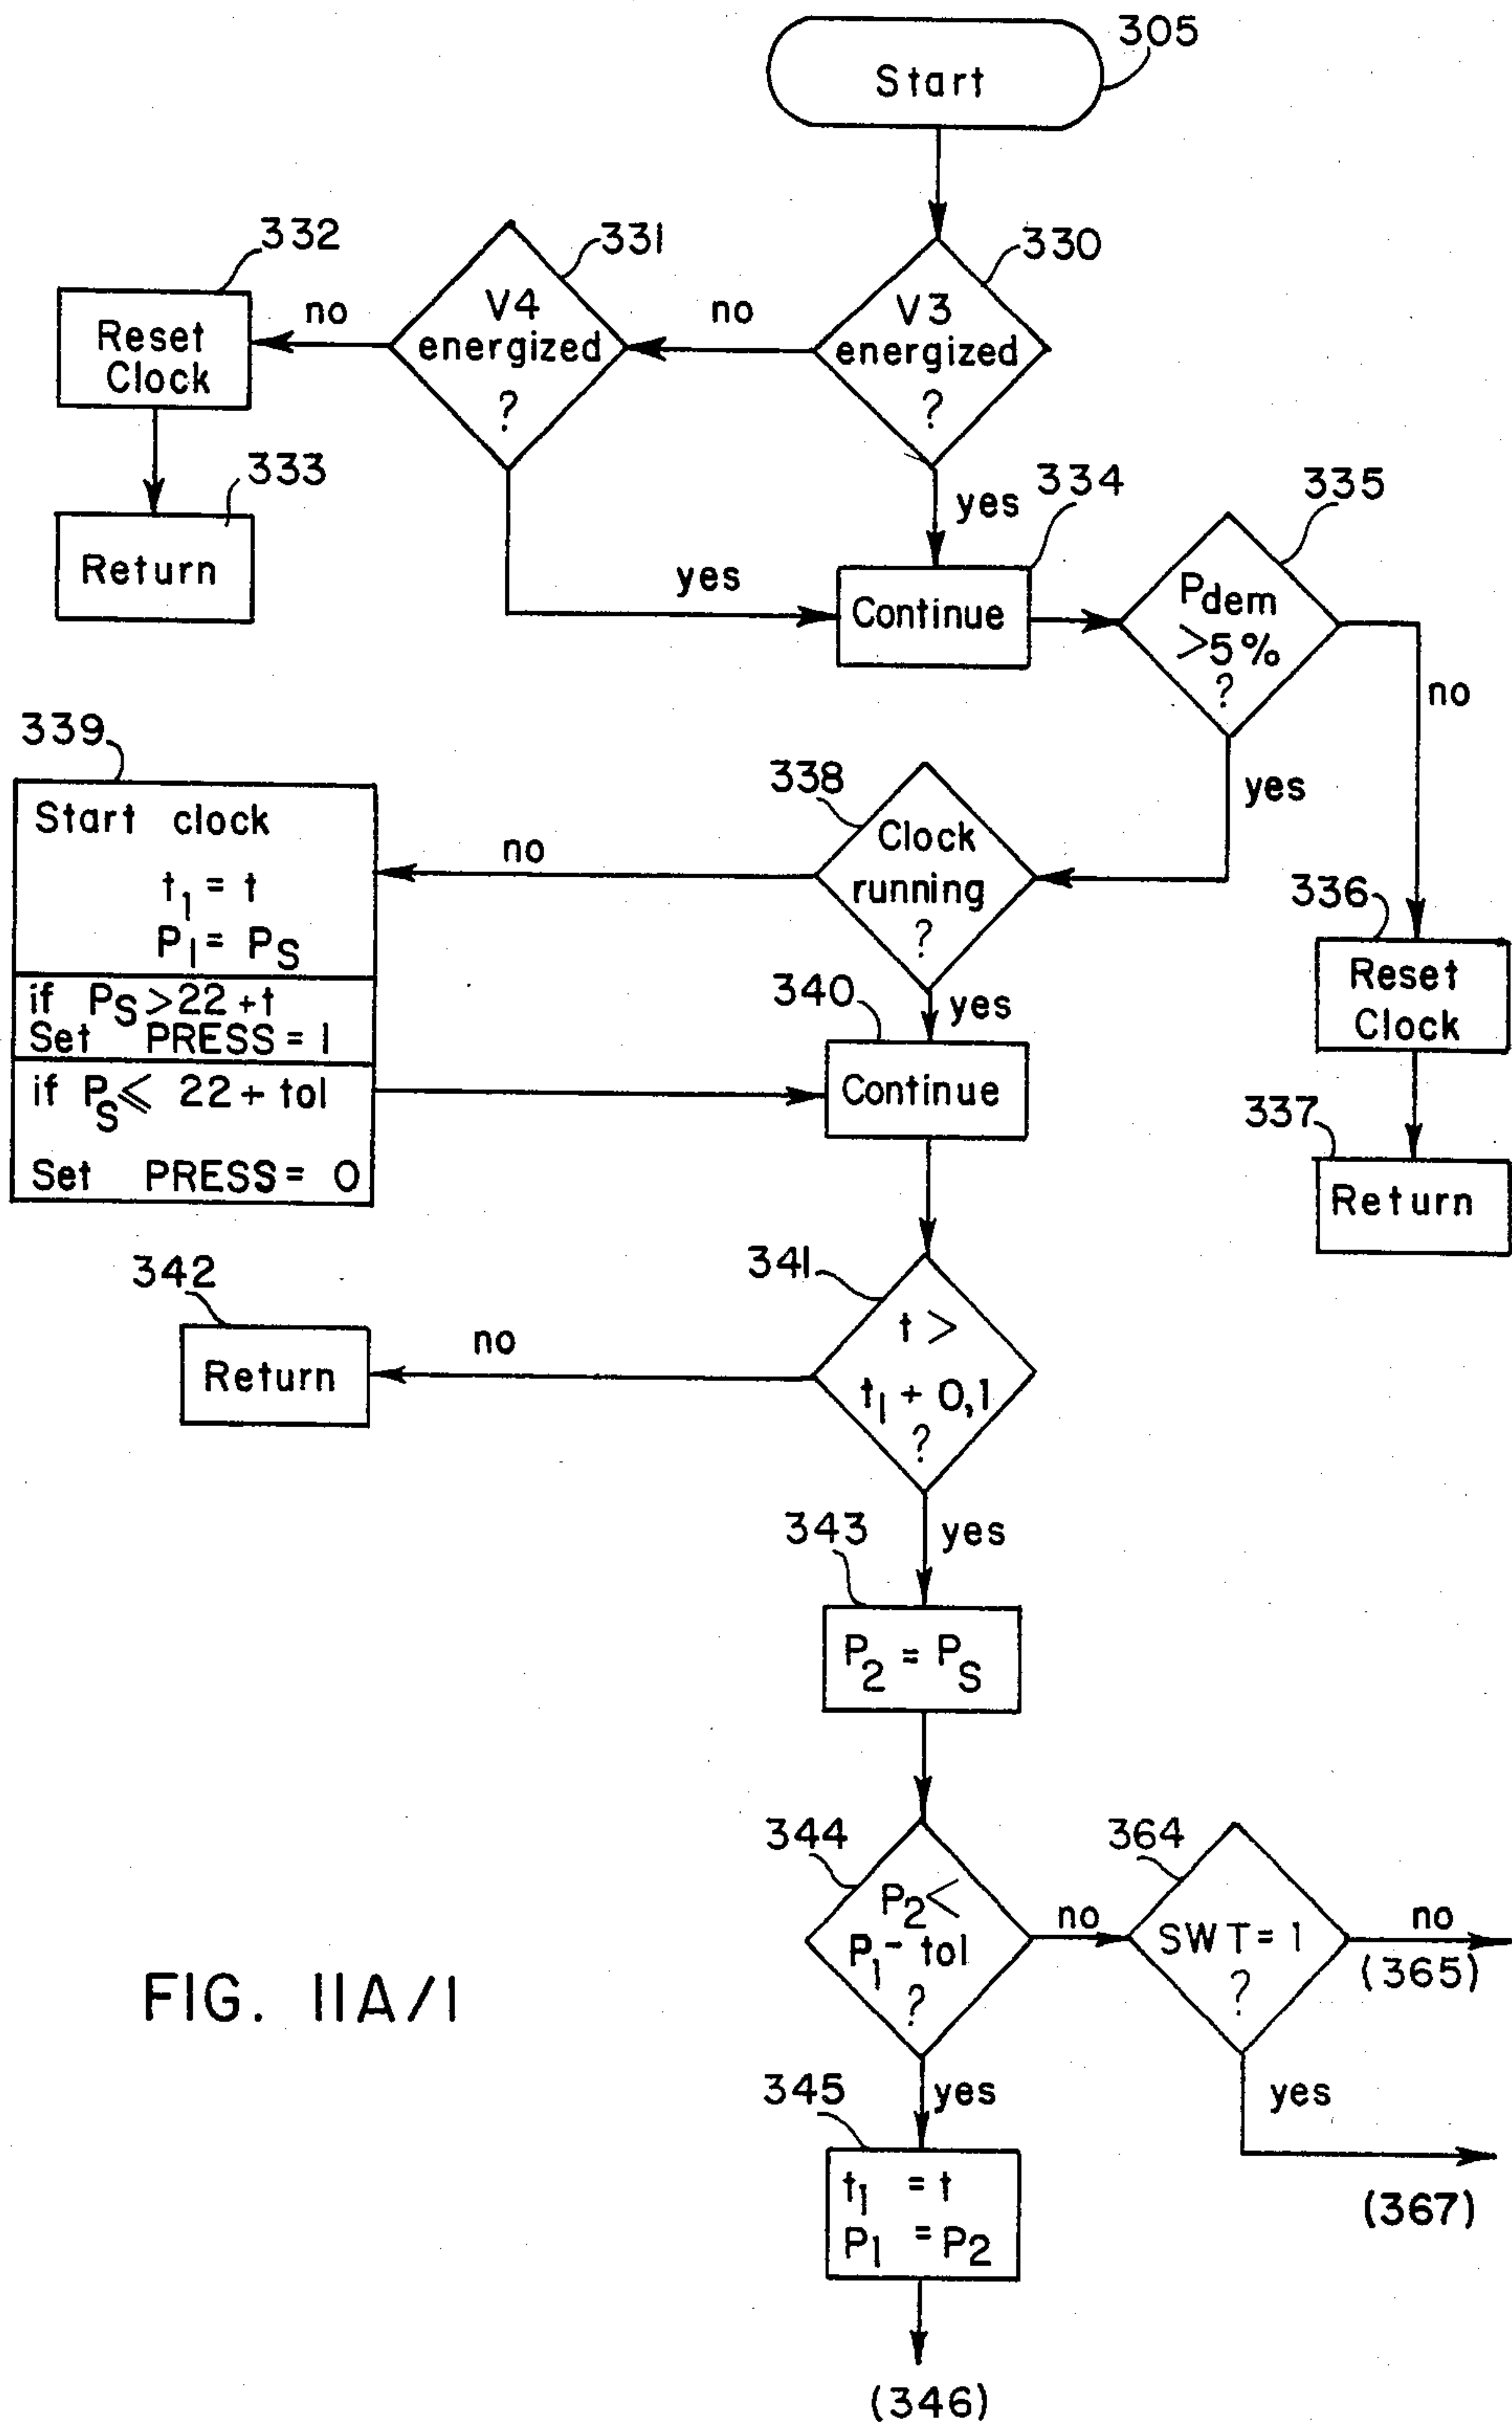 305
Start
332
331
330
Reset
Clock
no
V4
energized
?
no
V3
energized
?
333
Return
yes
yes
334
Continue
335
Pdem
>5%
?
no
yes
339
Start clock
t1 = t
P1 = PS
if PS>22+t
Set PRESS = 1
if PS≤ 22 + tol
Set PRESS = 0
no
338
Clock
running
?
yes
340
Continue
336
Reset
Clock
337
Return
342
Return
no
341
t >
t1 + 0,1
?
yes
343
P2 = PS
344
P2<
P1- tol
?
no
364
SWT= 1
?
no
(365)
yes
(367)
FIG. 11A/1
345
yes
t1 = t
P1 = P2
(346)